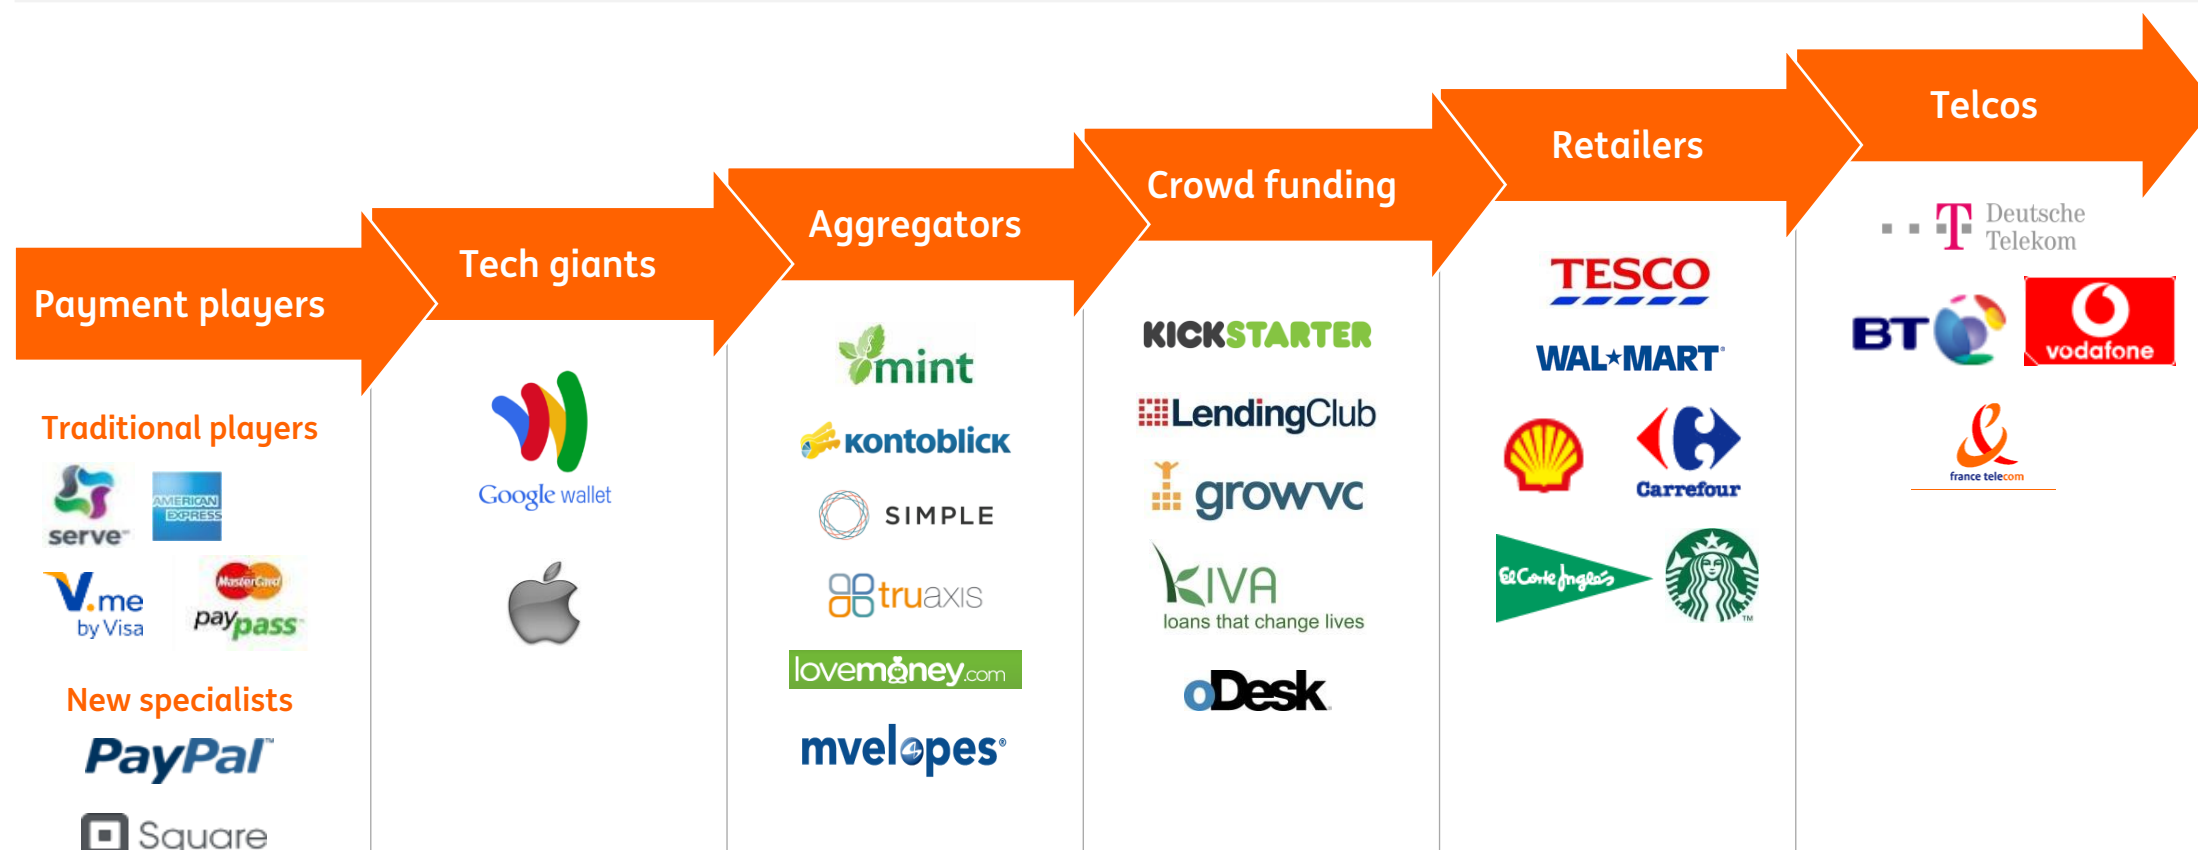 Payment players
Traditional players
serve
AMERICAN
EXPRESS
V.me
by Visa
MasterCard
paypass
New specialists
PayPal™
Square
Tech giants
Google wallet
Aggregators
mint
KONTOBLICK
SIMPLE
truaxis
lovemoney.com
mvelopes®
Crowd funding
KICKSTARTER
LendingClub
growvc
KIVA
loans that change lives
oDesk
Retailers
TESCO
WAL★MART®
Carrefour
El Corte Inglés
™
Telcos
Deutsche
Telekom
BT
vodafone
france telecom